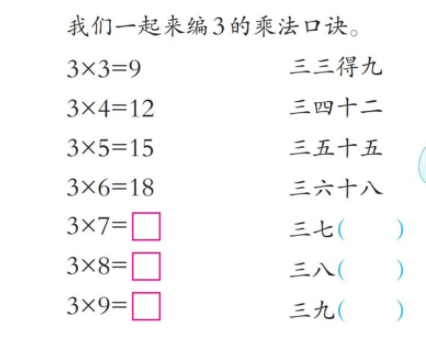 我们一起来编3的乘法口诀。
3×3=9 三三得九
3×4=12 三四十二
3×5=15 三五十五
3×6=18 三六十八
3×7=□ 三七( )
3×8=□ 三八( )
3×9=□ 三九( )